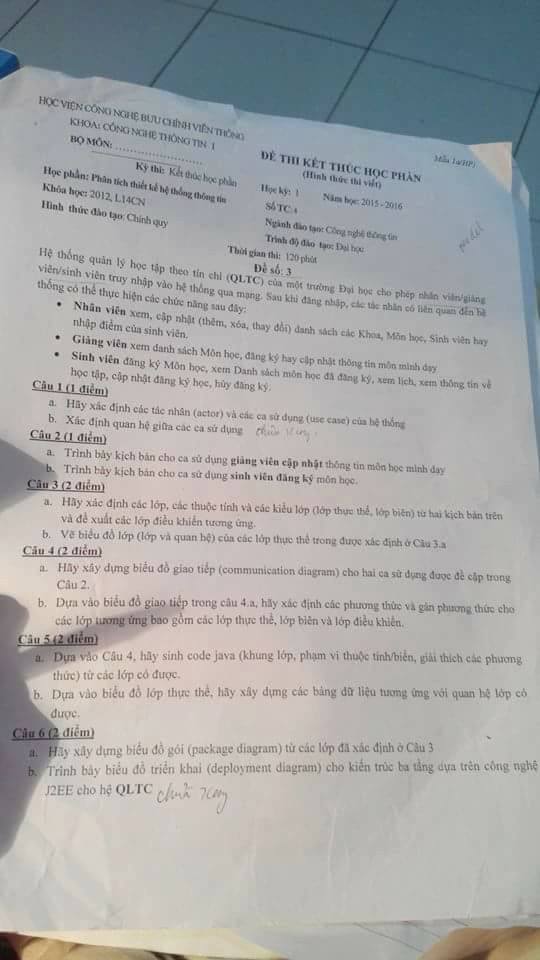 HỌC VIỆN CÔNG NGHỆ BƯU CHÍNH VIỄN THÔNG
KHOA: CÔNG NGHỆ THÔNG TIN 1
BỘ MÔN: ........................
Mẫu 1a(HP)
ĐỀ THI KẾT THÚC HỌC PHẦN
(Hình thức thi viết)
Kỳ thi: Kết thúc học phần
Học phần: Phân tích thiết kế hệ thống thông tin
Khóa học: 2012, L14CN
Hình thức đào tạo: Chính quy
Học kỳ: 1 Năm học: 2015 - 2016
Số TC:4
Ngành đào tạo: Công nghệ thông tin
Trình độ đào tạo: Đại học
Thời gian thi: 120 phút
Đề số: 3
Hệ thống quản lý học tập theo tín chỉ (QLTC) của một trường Đại học cho phép nhân viên/giảng
viên/sinh viên truy nhập vào hệ thống qua mạng. Sau khi đăng nhập, các tác nhân có liên quan đến hệ
thống có thể thực hiện các chức năng sau đây:
• Nhân viên xem, cập nhật (thêm, xóa, thay đổi) danh sách các Khoa, Môn học, Sinh viên hay
nhập điểm của sinh viên.
• Giảng viên xem danh sách Môn học, đăng ký hay cập nhật thông tin môn mình dạy
• Sinh viên đăng ký Môn học, xem Danh sách môn học đã đăng ký, xem lịch, xem thông tin về
học tập, cập nhật đăng ký học, hủy đăng ký.
Câu 1 (1 điểm)
a. Hãy xác định các tác nhân (actor) và các ca sử dụng (use case) của hệ thống
b. Xác định quan hệ giữa các ca sử dụng
Câu 2 (1 điểm)
a. Trình bày kịch bản cho ca sử dụng giảng viên cập nhật thông tin môn học mình dạy
b. Trình bày kịch bản cho ca sử dụng sinh viên đăng ký môn học.
Câu 3 (2 điểm)
a. Hãy xác định các lớp, các thuộc tính và các kiểu lớp (lớp thực thể, lớp biên) từ hai kịch bản trên
và đề xuất các lớp điều khiển tương ứng.
b. Vẽ biểu đồ lớp (lớp và quan hệ) của các lớp thực thể trong được xác định ở Câu 3.a
Câu 4 (2 điểm)
a. Hãy xây dựng biểu đồ giao tiếp (communication diagram) cho hai ca sử dụng được đề cập trong
Câu 2.
b. Dựa vào biểu đồ giao tiếp trong câu 4.a, hãy xác định các phương thức và gán phương thức cho
các lớp tương ứng bao gồm các lớp thực thể, lớp biên và lớp điều khiển.
Câu 5 (2 điểm)
a. Dựa vào Câu 4, hãy sinh code java (khung lớp, phạm vi thuộc tính/biến, giải thích các phương
thức) từ các lớp có được.
b. Dựa vào biểu đồ lớp thực thể, hãy xây dựng các bảng dữ liệu tương ứng với quan hệ lớp có
được.
Câu 6 (2 điểm)
a. Hãy xây dựng biểu đồ gói (package diagram) từ các lớp đã xác định ở Câu 3
b. Trình bày biểu đồ triển khai (deployment diagram) cho kiến trúc ba tầng dựa trên công nghệ
J2EE cho hệ QLTC